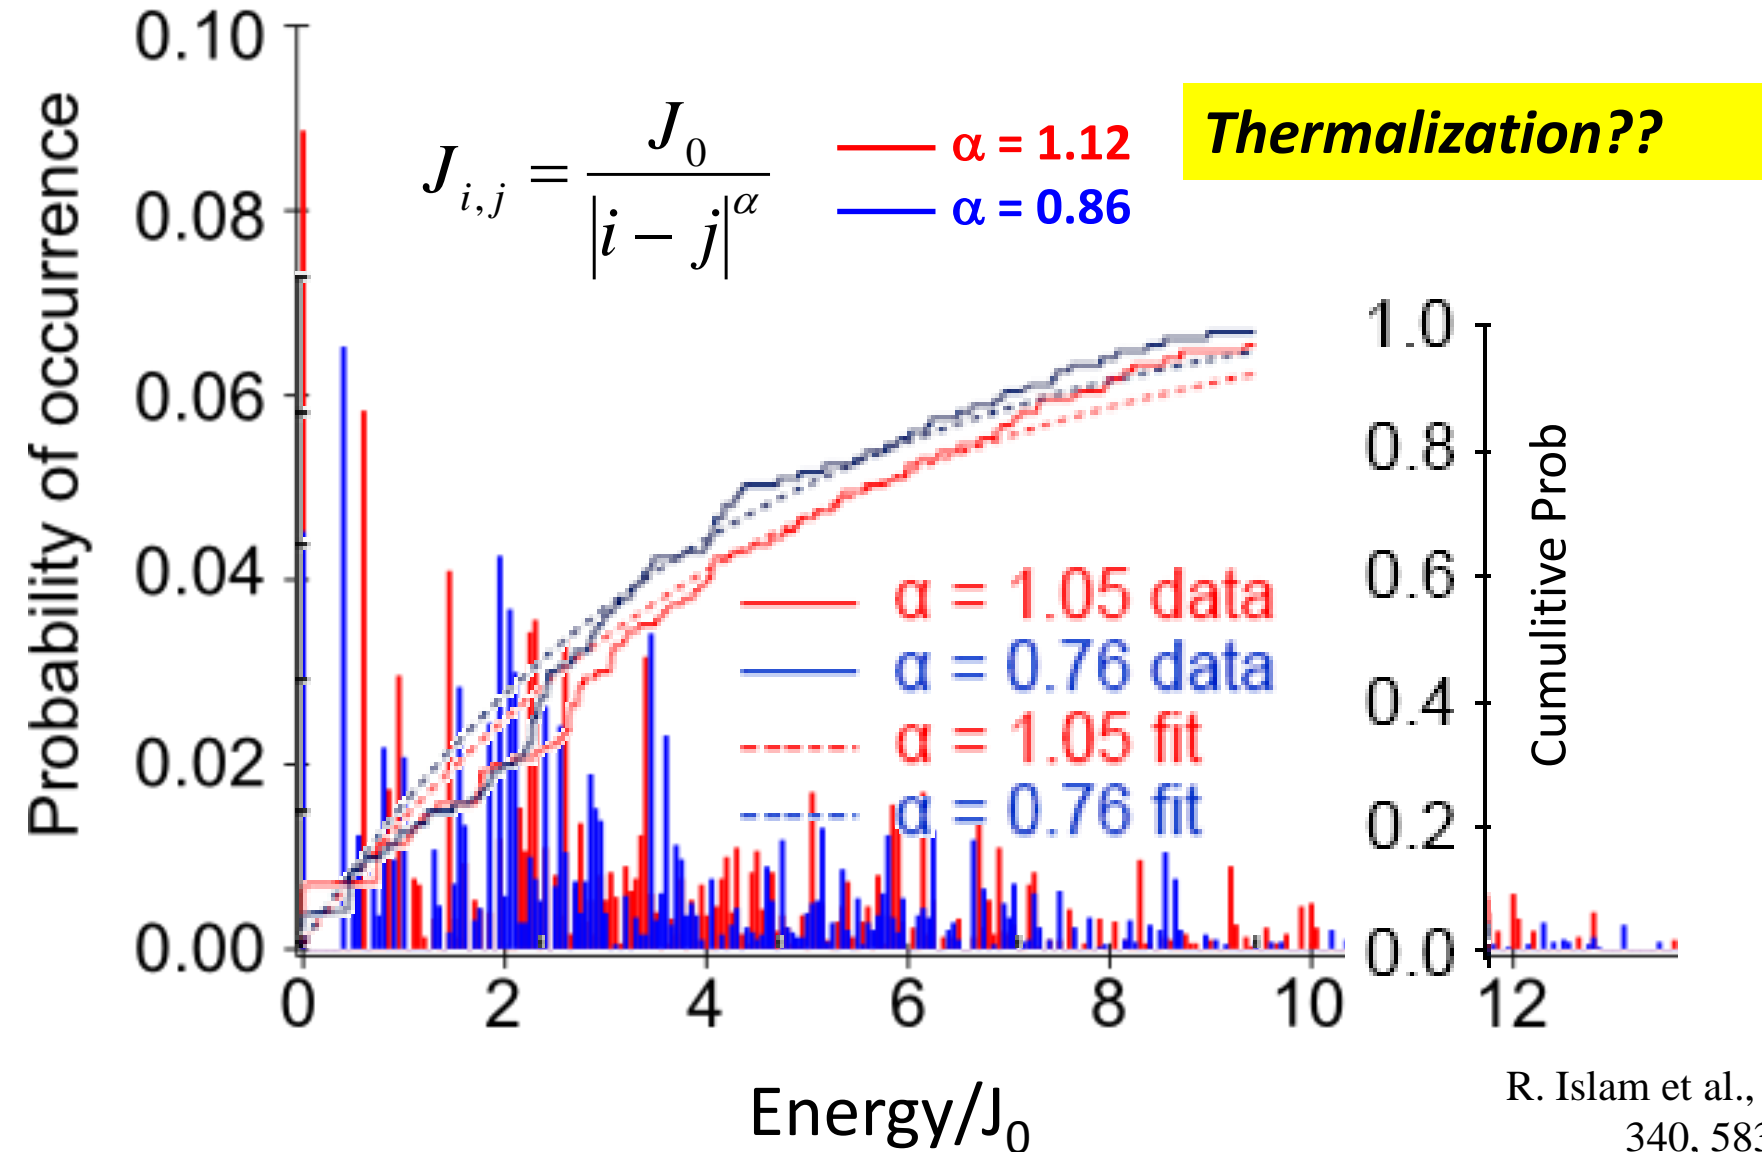 0.10
0.08
0.06
0.04
0.02
0.00
Probability of occurrence
J i,j = J 0 / |i − j| α
α = 1.12
α = 0.86
Thermalization??
1.0
0.8
0.6
0.4
0.2
0.0
Cumulitive Prob
α = 1.05 data
α = 0.76 data
α = 1.05 fit
α = 0.76 fit
0 2 4 6 8 10 12
Energy/J0
R. Islam et al.,
340, 583